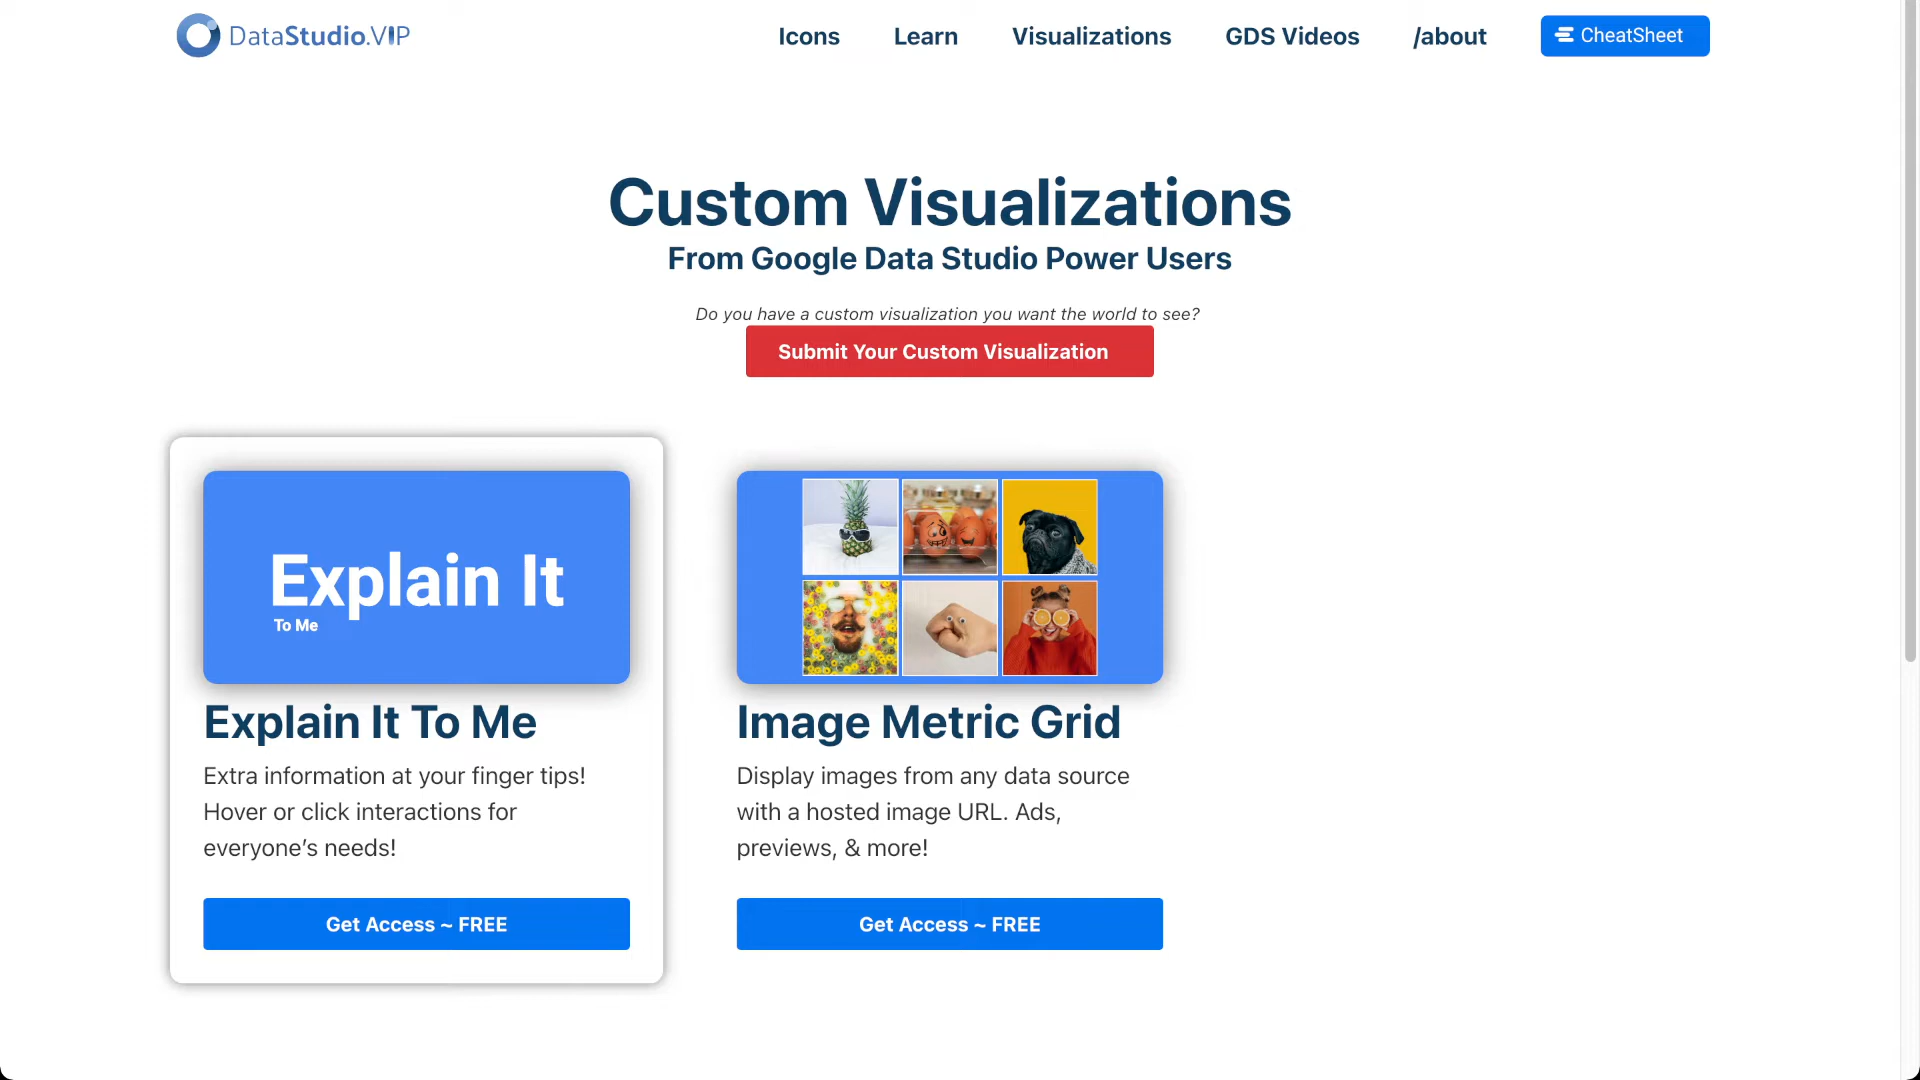 DataStudio.VIP
Icons
Learn
Visualizations
GDS Videos
/about
CheatSheet
Custom Visualizations
From Google Data Studio Power Users
Do you have a custom visualization you want the world to see?
Submit Your Custom Visualization
Explain It
To Me
Explain It To Me
Extra information at your finger tips!
Hover or click interactions for
everyone’s needs!
Get Access ~ FREE
Image Metric Grid
Display images from any data source
with a hosted image URL. Ads,
previews, & more!
Get Access ~ FREE